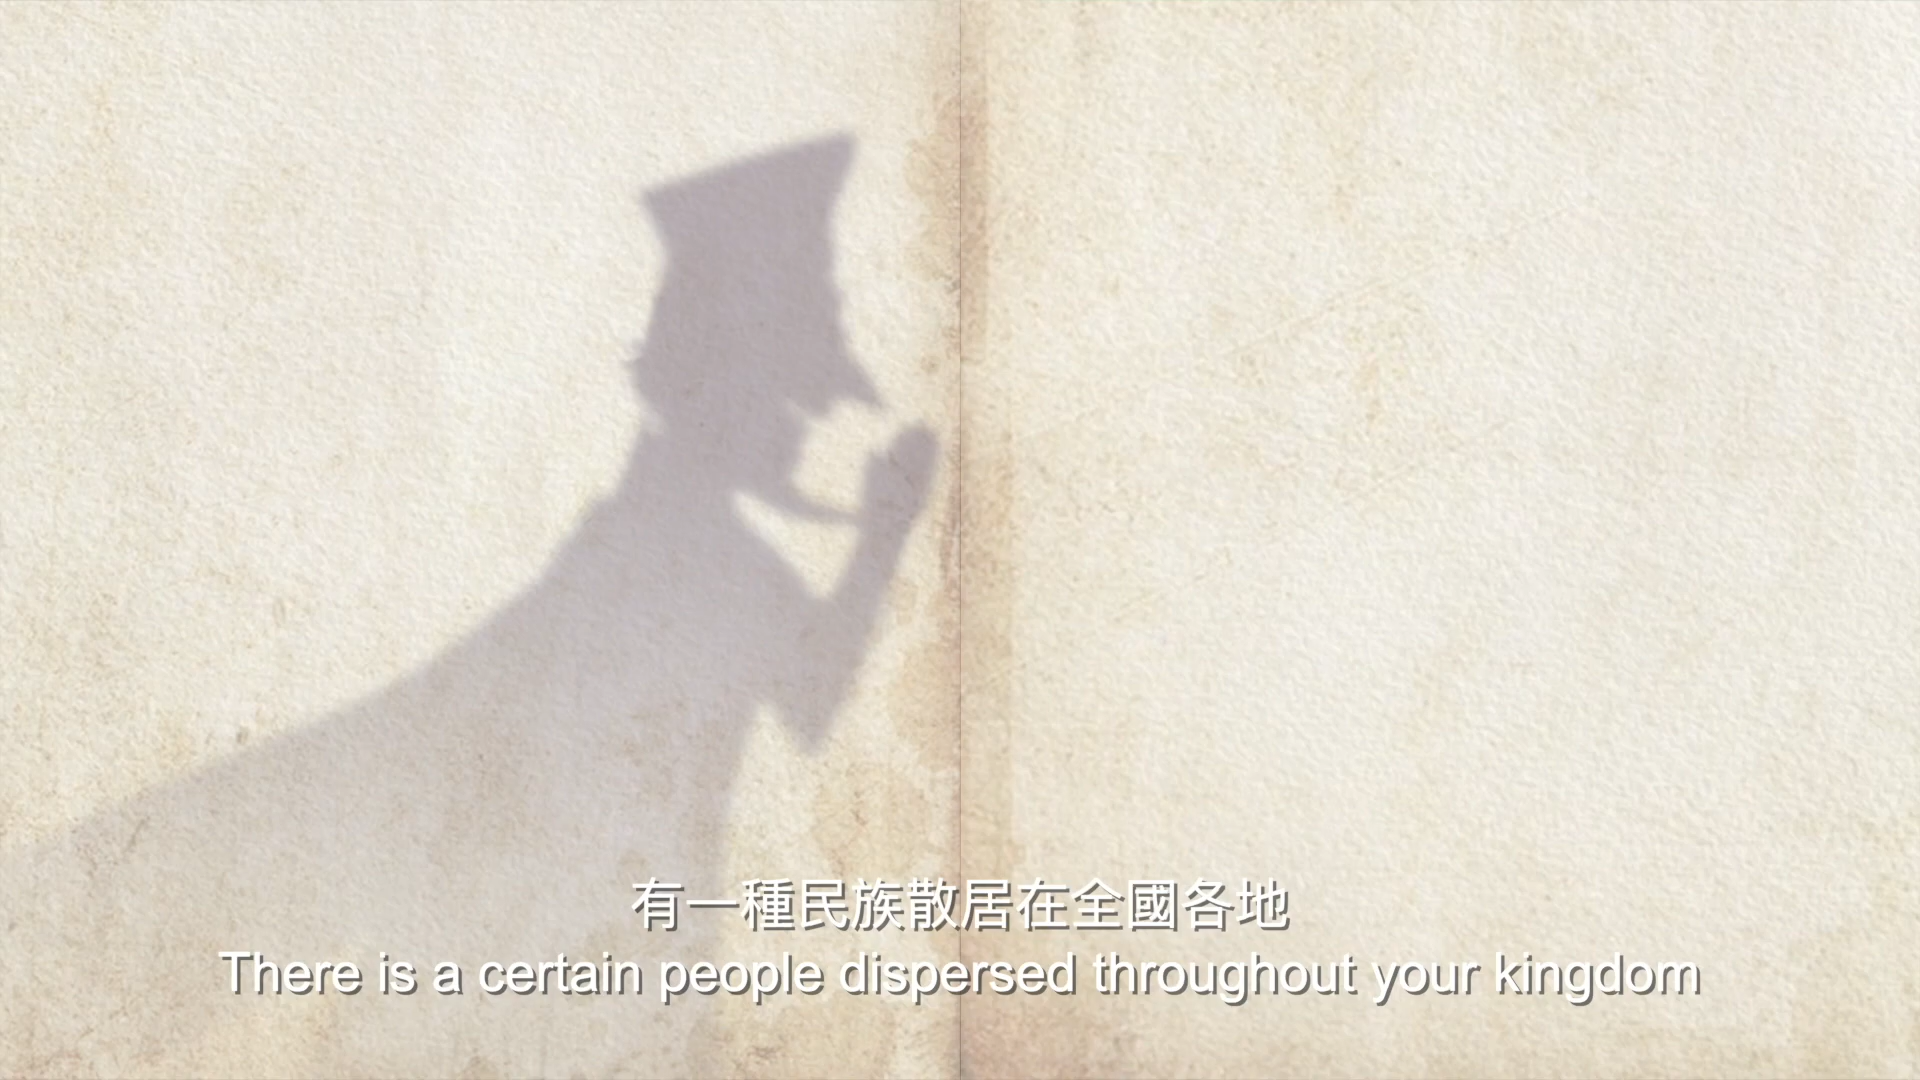 有一種民族散居在全國各地
There is a certain people dispersed throughout your kingdom